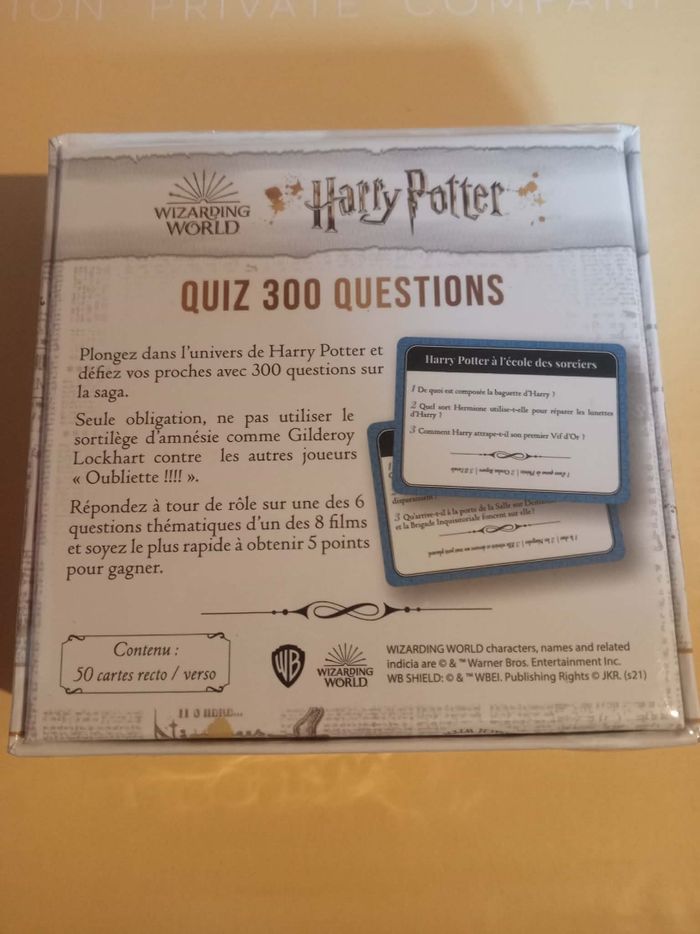 ION PRIVATE COMPAN
WIZARDING
WORLD
Harry Potter
QUIZ 300 QUESTIONS
Plongez dans l'univers de Harry Potter et
défiez vos proches avec 300 questions sur
la saga.
Seule obligation, ne pas utiliser le
sortilège d'amnésie comme Gilderoy
Lockhart contre les autres joueurs
« Oubliette !!!! ».
Répondez à tour de rôle sur une des 6
questions thématiques d'un des 8 films
et soyez le plus rapide à obtenir 5 points
pour gagner.
Harry Potter à l'école des sorciers
1 De quoi est composée la baguette d'Harry ?
2 Quel sort Hermione utilise-t-elle pour réparer les lunettes
d'Harry ?
3 Comment Harry attrape-t-il son premier Vif d'Or ?
3 Qu'arrive-t-il à la porte de la Salle sur
et la Brigade Inquisitoriale foncent sur elle ?
Contenu :
50 cartes recto / verso
WB
WIZARDING
WORLD
WIZARDING WORLD characters, names and related
indicia are © & ™ Warner Bros. Entertainment Inc.
WB SHIELD: © & ™ WBEI. Publishing Rights © JKR. (s21)